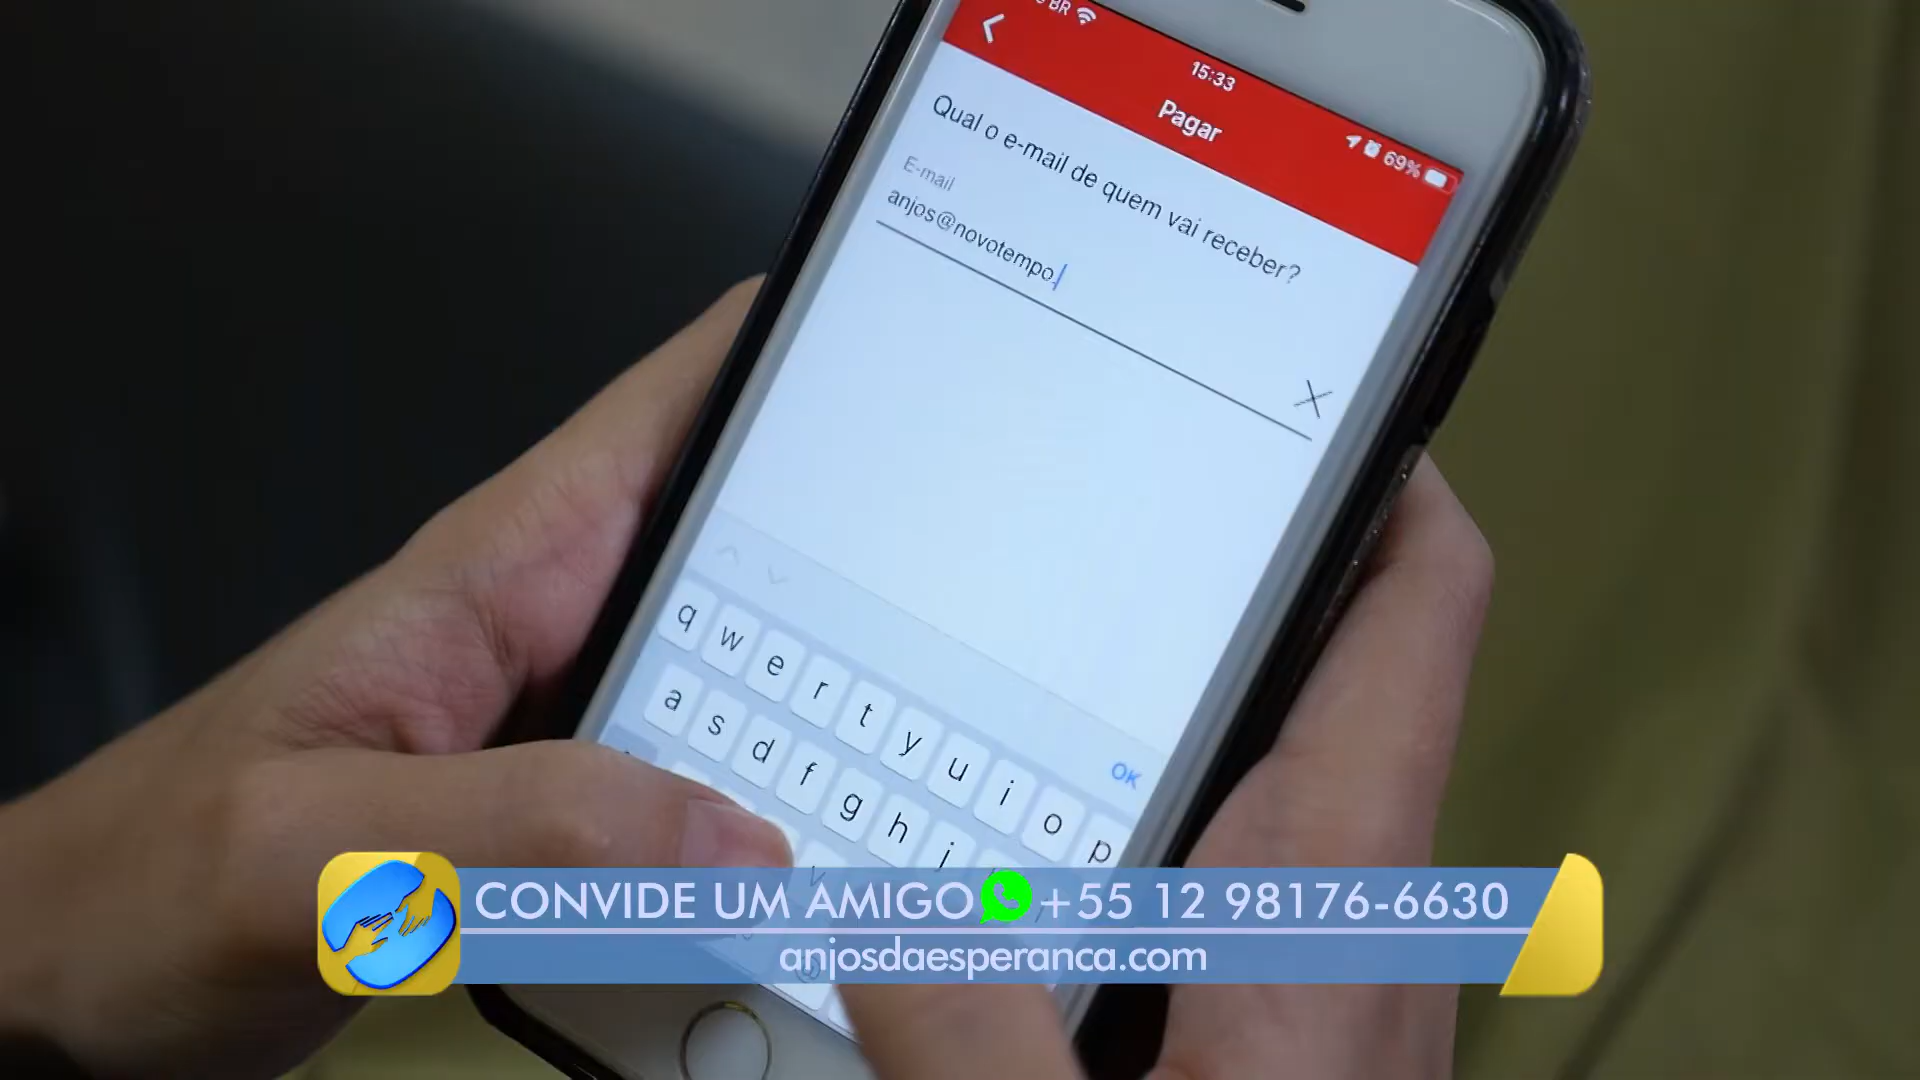 BR
15:33
69%
Pagar
Qual o e-mail de quem vai receber?
E-mail
anjos@novotempo.
OK
q w e r t y u i o p
a s d f g h j
v
CONVIDE UM AMIGO +55 12 98176-6630
anjosdaesperanca.com